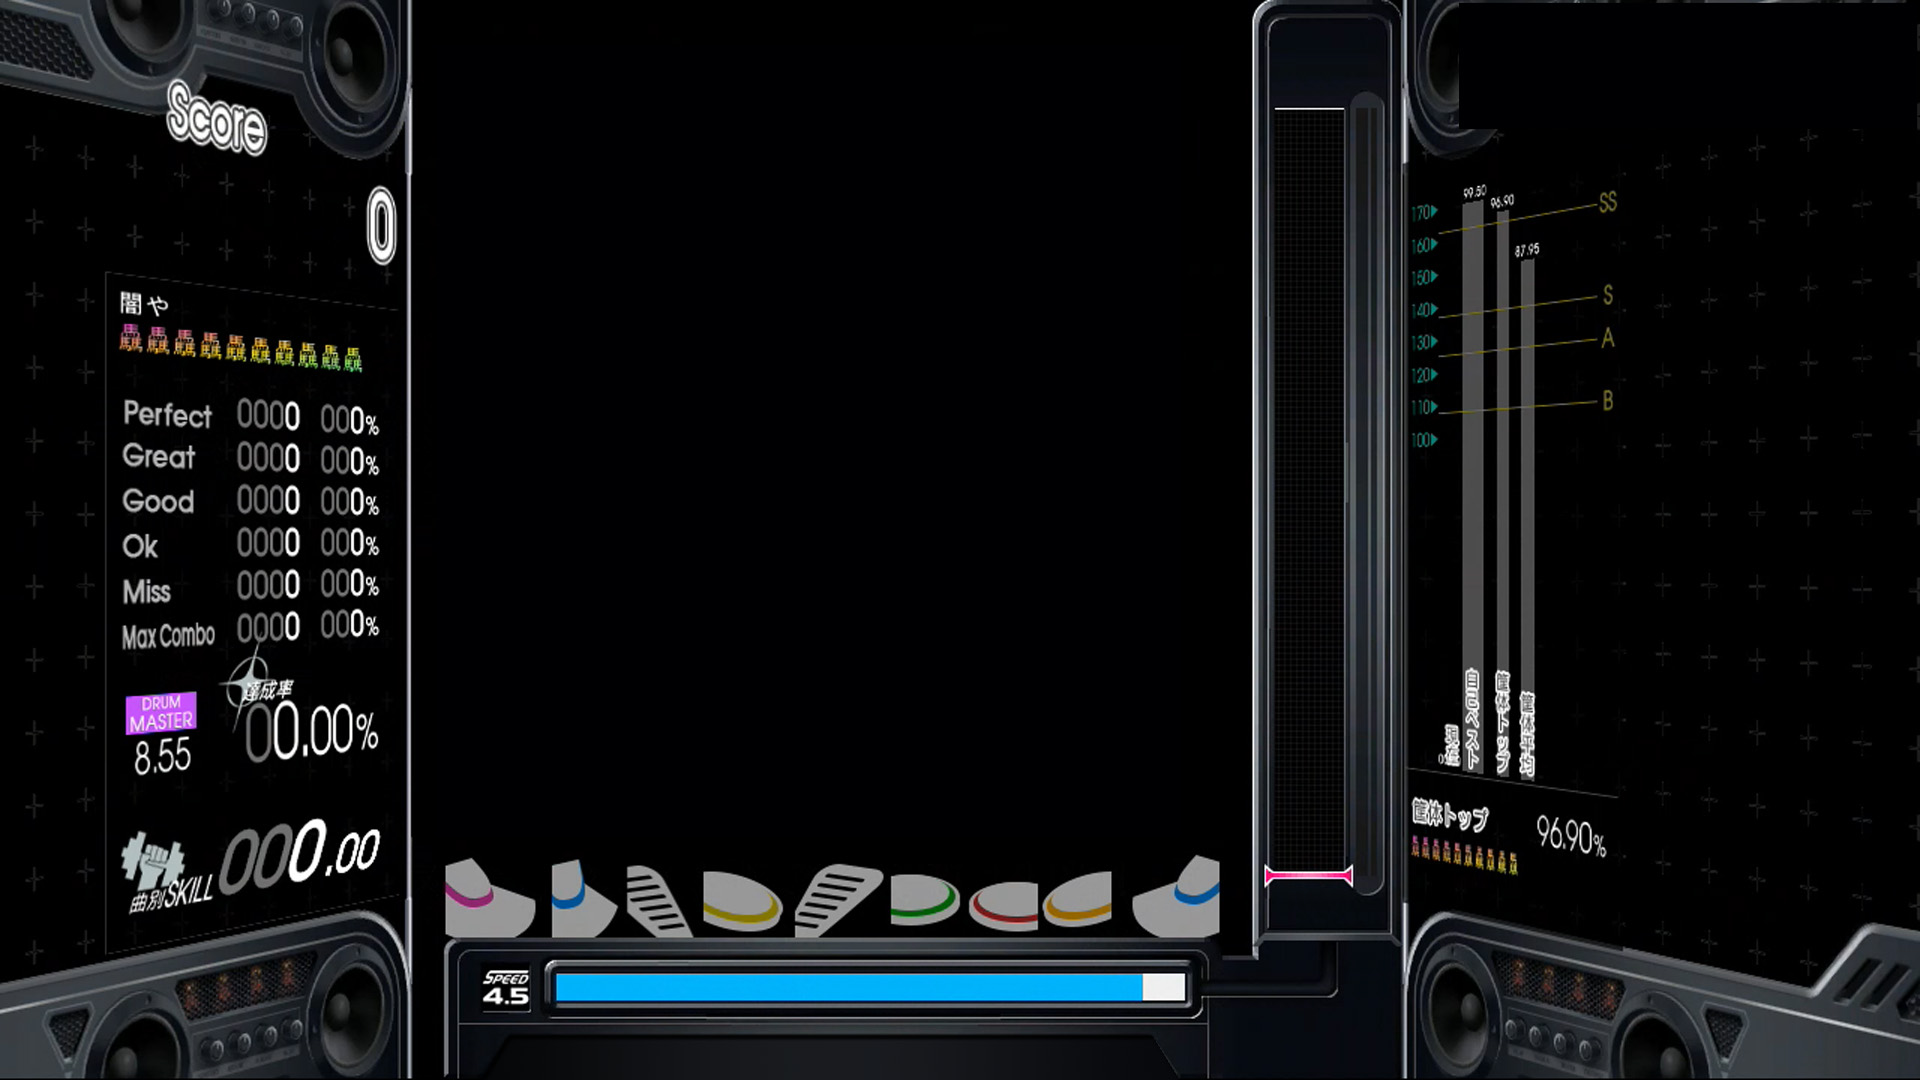 Score
0
闇や
Perfect 0000 000%
Great 0000 000%
Good 0000 000%
Ok 0000 000%
Miss 0000 000%
Max Combo 0000 000%
達成率
DRUM
MASTER
8.55
00.00%
曲別SKILL 000.00
SPEED
4.5
99.50
96.90
87.95
170
160
150
140
130
120
110
100
SS
S
A
B
現在
自己ベスト
筐体トップ
筐体平均
筐体トップ
96.90%